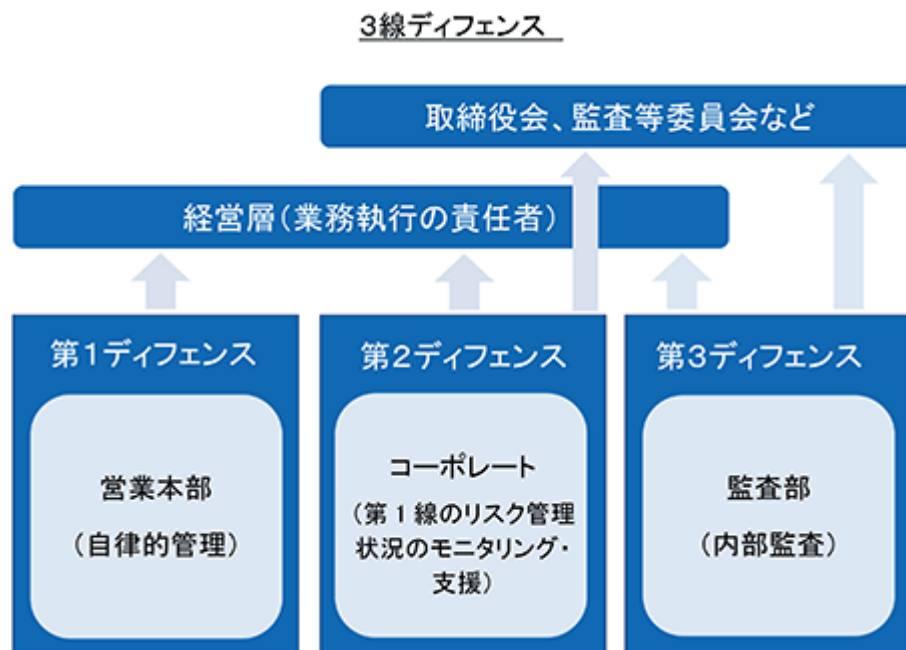 3線ディフェンス
取締役会、監査等委員会など
経営層(業務執行の責任者)
第1ディフェンス
営業本部
(自律的管理)
第2ディフェンス
コーポレート
(第1線のリスク管理
状況のモニタリング・
支援)
第3ディフェンス
監査部
(内部監査)